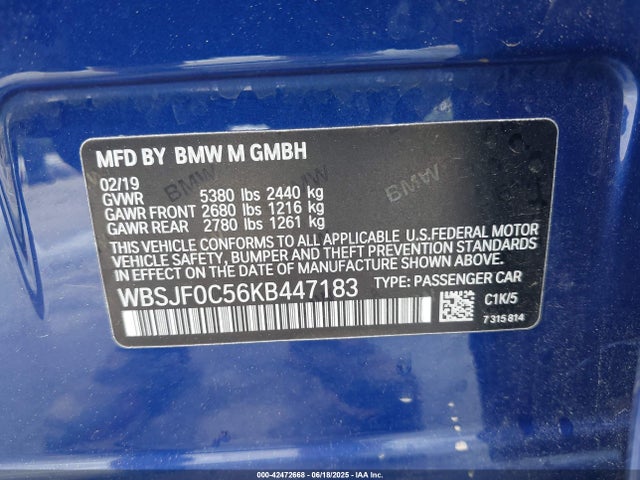 MFD BY BMW M GMBH
02/19
GVWR 5380 lbs 2440 kg
GAWR FRONT 2680 lbs 1216 kg
GAWR REAR 2780 lbs 1261 kg
THIS VEHICLE CONFORMS TO ALL APPLICABLE U.S.FEDERAL MOTOR
VEHICLE SAFETY, BUMPER AND THEFT PREVENTION STANDARDS
IN EFFECT ON THE DATE OF MANUFACTURE SHOWN ABOVE.
WBSJF0C56KB447183 TYPE: PASSENGER CAR
C1K/5
7 315 814
000-42472668 - 06/18/2025 - IAA Inc.